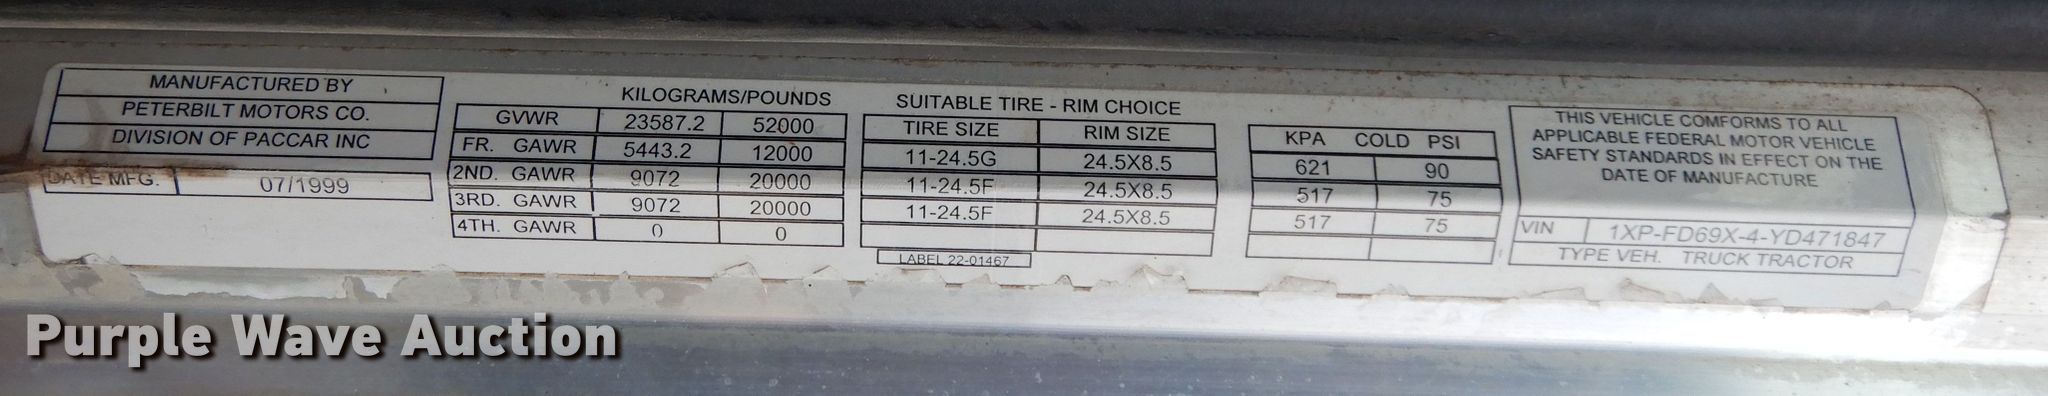 MANUFACTURED BY
PETERBILT MOTORS CO.
DIVISION OF PACCAR INC
DATE MFG. 07/1999
KILOGRAMS/POUNDS
GVWR 23587.2 52000
FR. GAWR 5443.2 12000
2ND. GAWR 9072 20000
3RD. GAWR 9072 20000
4TH. GAWR 0 0
SUITABLE TIRE - RIM CHOICE
TIRE SIZE RIM SIZE
11-24.5G 24.5X8.5
11-24.5F 24.5X8.5
11-24.5F 24.5X8.5
LABEL 22-01467
KPA COLD PSI
621 90
517 75
517 75
THIS VEHICLE COMFORMS TO ALL
APPLICABLE FEDERAL MOTOR VEHICLE
SAFETY STANDARDS IN EFFECT ON THE
DATE OF MANUFACTURE
VIN 1XP-FD69X-4-YD471847
TYPE VEH. TRUCK TRACTOR
Purple Wave Auction